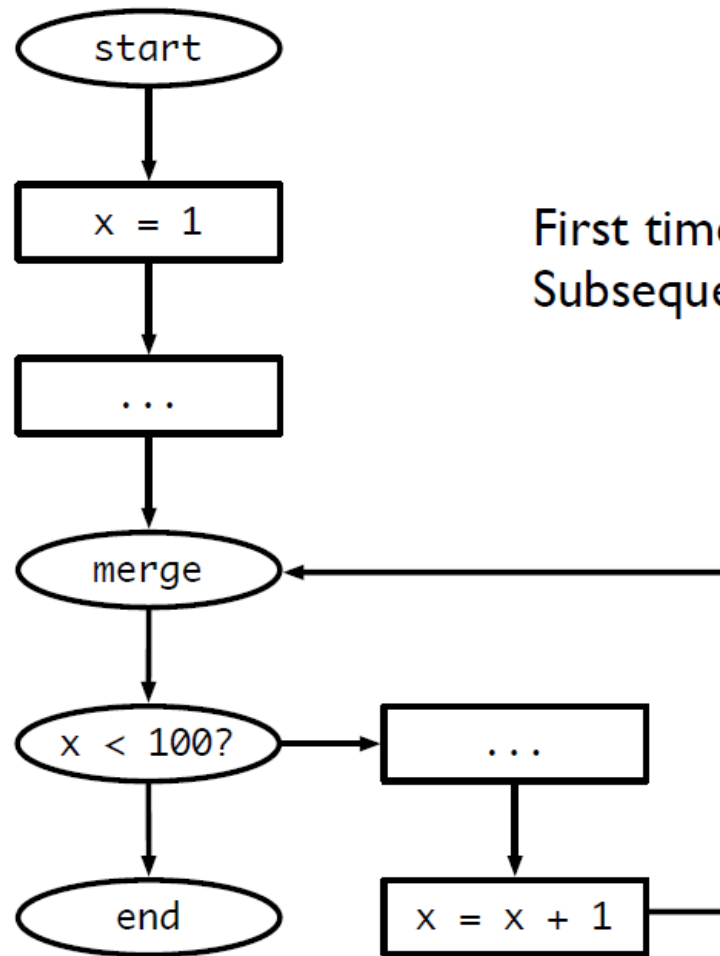 start
x = 1
First time
Subseque
...
merge
x < 100?
...
end
x = x + 1